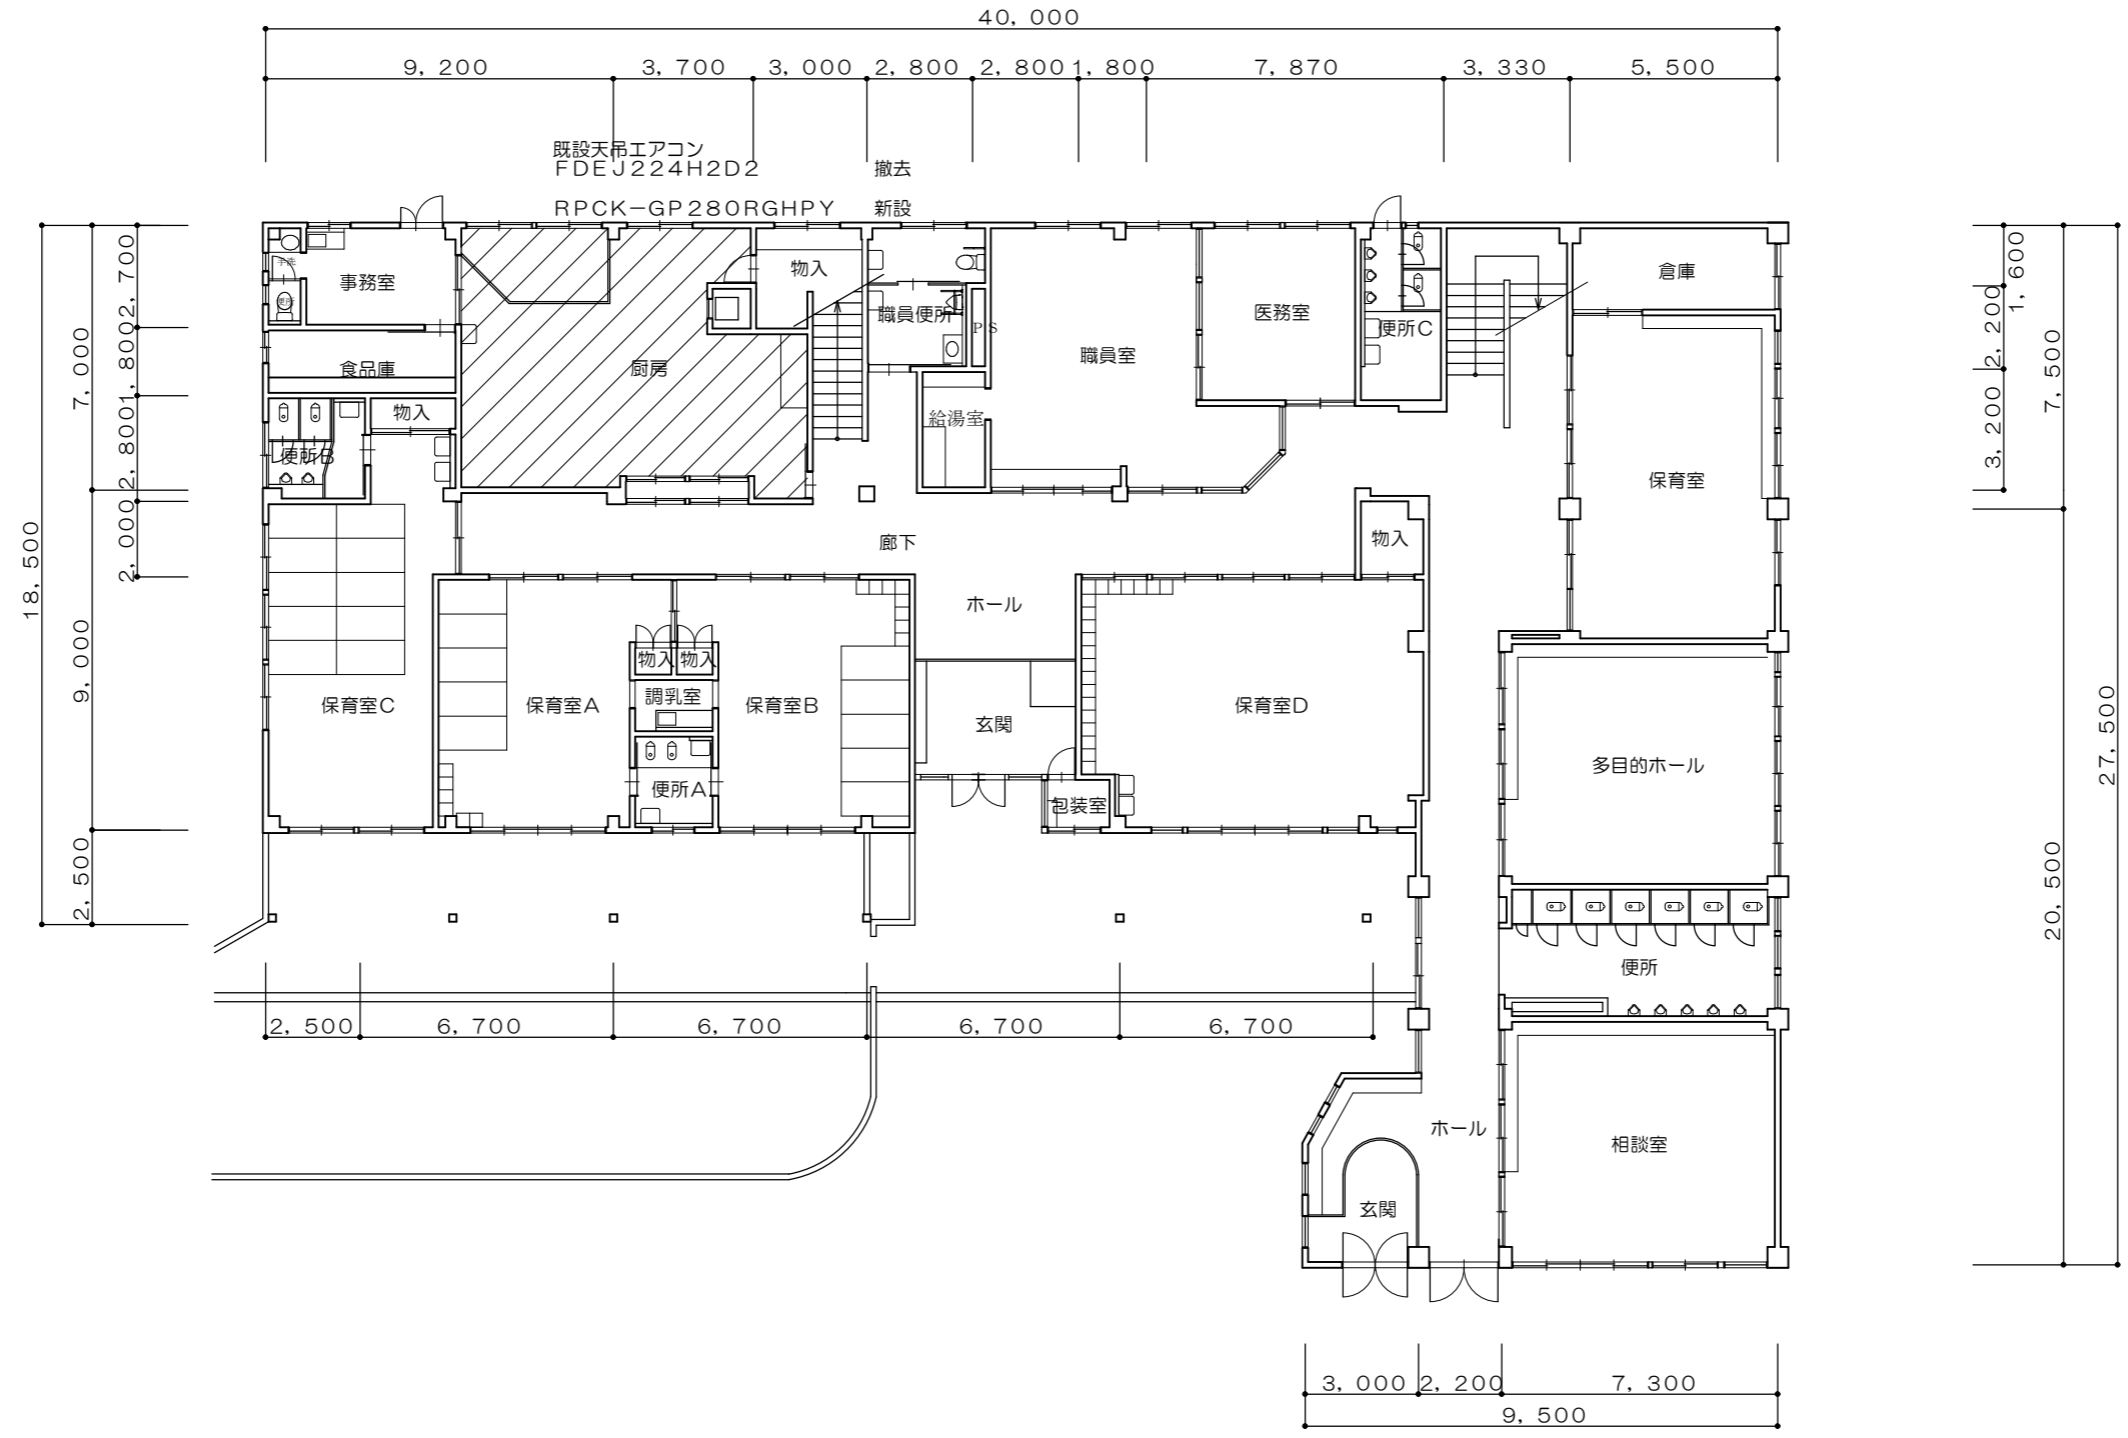 40,000
9,200 3,700 3,000 2,800 2,800 1,800 7,870 3,330 5,500
既設天吊エアコン
FDEJ224H2D2 撤去
RPCK-GP280RGHPY 新設
18,500
7,000
9,000
2,500
2,700
1,800
2,800
2,000
1,600
2,200
3,200
7,500
20,500
27,500
手洗
便所
事務室
食品庫
物入
便所B
厨房
物入
職員便所
PS
給湯室
職員室
医務室
便所C
倉庫
保育室
廊下
物入
ホール
保育室C
保育室A
物入
物入
調乳室
便所A
保育室B
玄関
包装室
保育室D
多目的ホール
便所
2,500 6,700 6,700 6,700 6,700
ホール
相談室
玄関
3,000 2,200 7,300
9,500